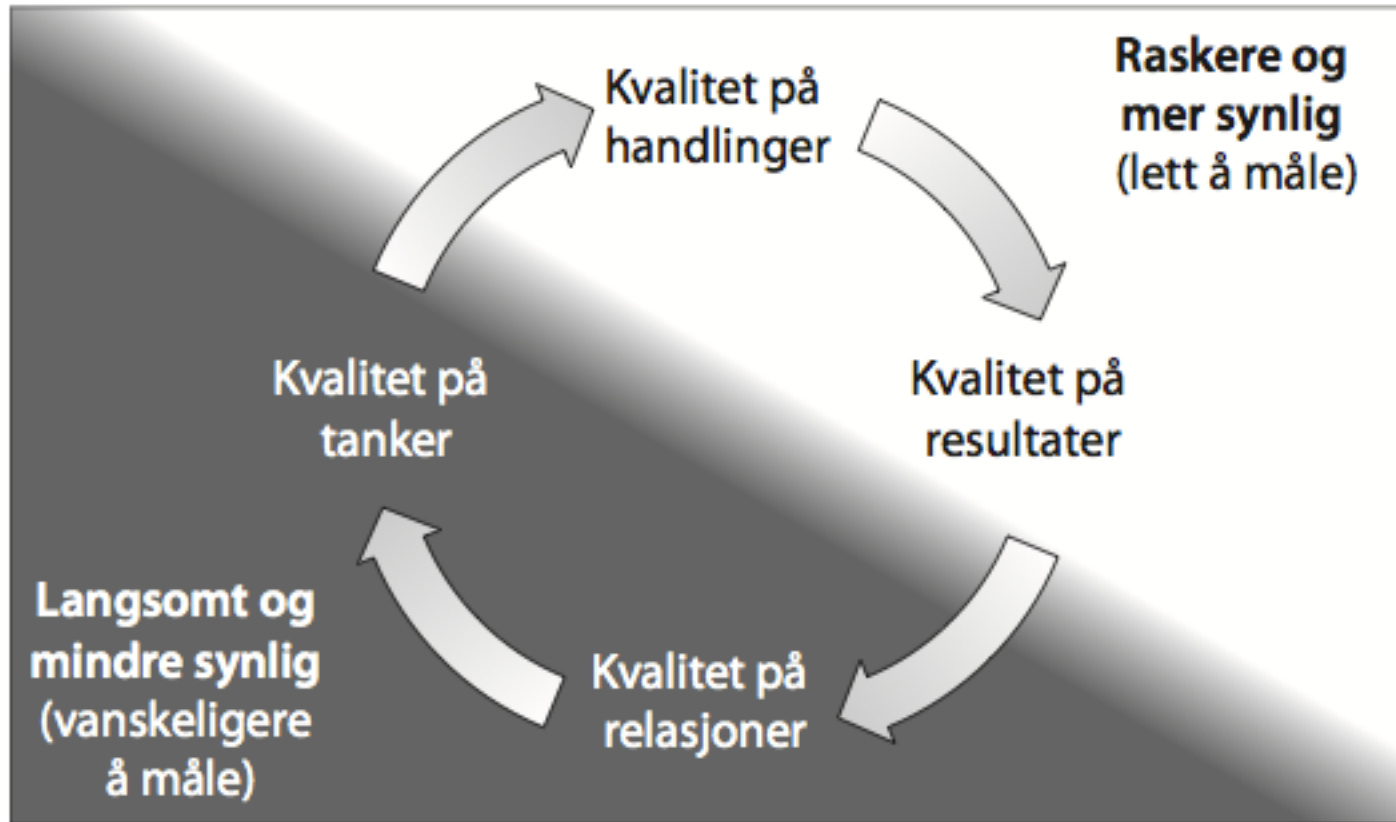 Kvalitet på
handlinger
Raskere og
mer synlig
(lett å måle)
Kvalitet på
tanker
Kvalitet på
resultater
Langsomt og
mindre synlig
(vanskeligere
å måle)
Kvalitet på
relasjoner